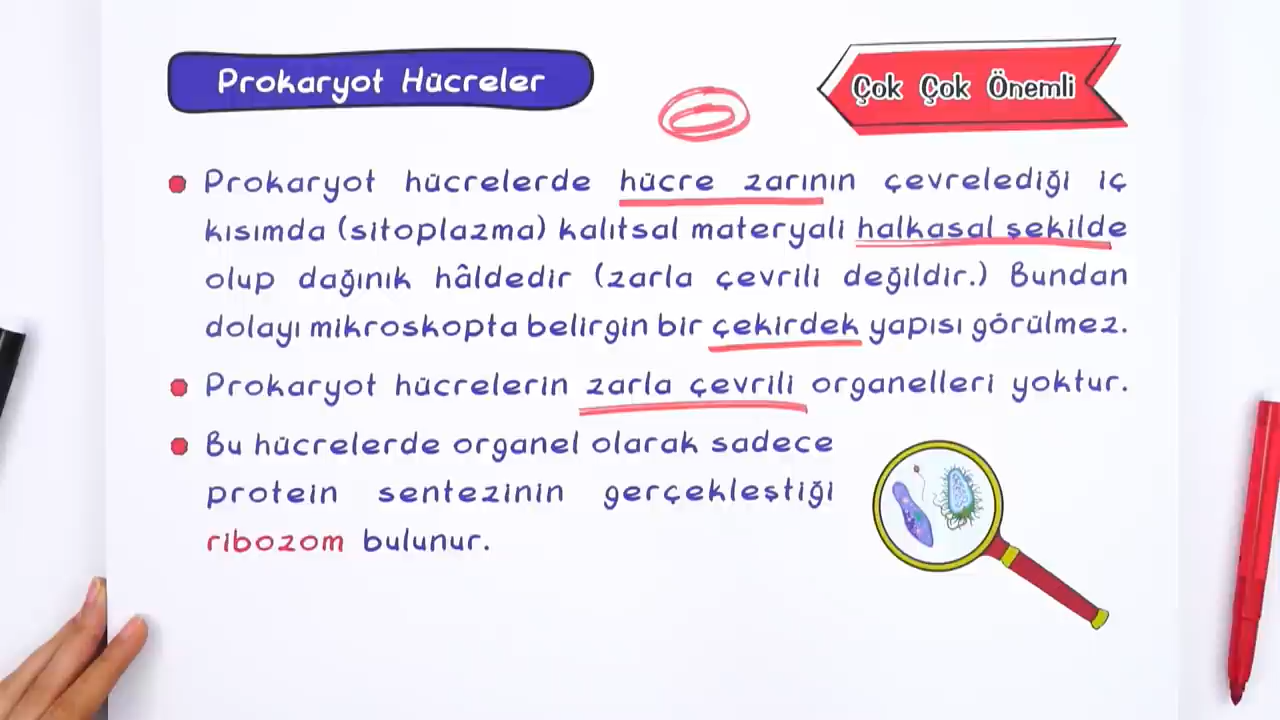 Prokaryot Hücreler
Çok Çok Önemli
Prokaryot hücrelerde hücre zarının çevrelediği iç
kısımda (sitoplazma) kalıtsal materyali halkasal şekilde
olup dağınık hâldedir (zarla çevrili değildir.) Bundan
dolayı mikroskopta belirgin bir çekirdek yapısı görülmez.
Prokaryot hücrelerin zarla çevrili organelleri yoktur.
Bu hücrelerde organel olarak sadece
protein sentezinin gerçekleştiği
ribozom bulunur.